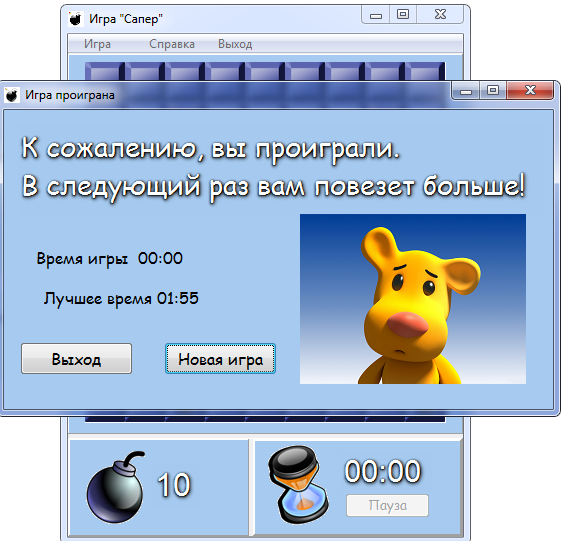 Игра "Сапер"
Игра Справка Выход
Игра проиграна
К сожалению, вы проиграли.
В следующий раз вам повезет больше!
Время игры 00:00
Лучшее время 01:55
Выход Новая игра
10 00:00
Пауза